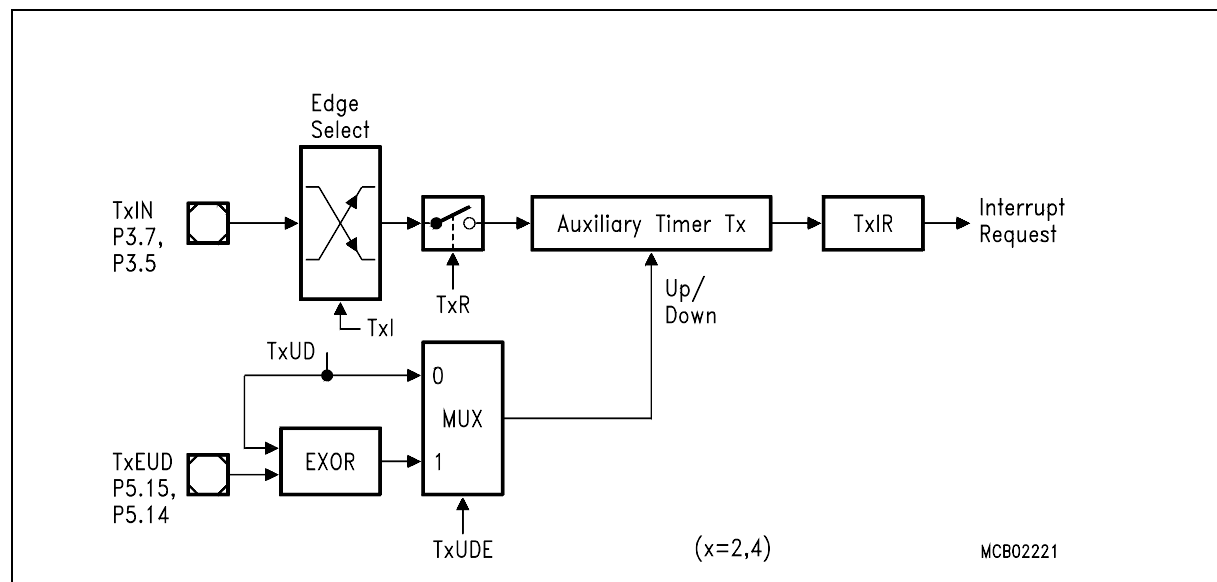 Edge
Select
TxIN
P3.7,
P3.5
Auxiliary Timer Tx
TxIR
Interrupt
Request
TxR
Up/
Down
TxI
TxUD
0
MUX
1
EXOR
TxEUD
P5.15,
P5.14
TxUDE
(x=2,4)
MCB02221